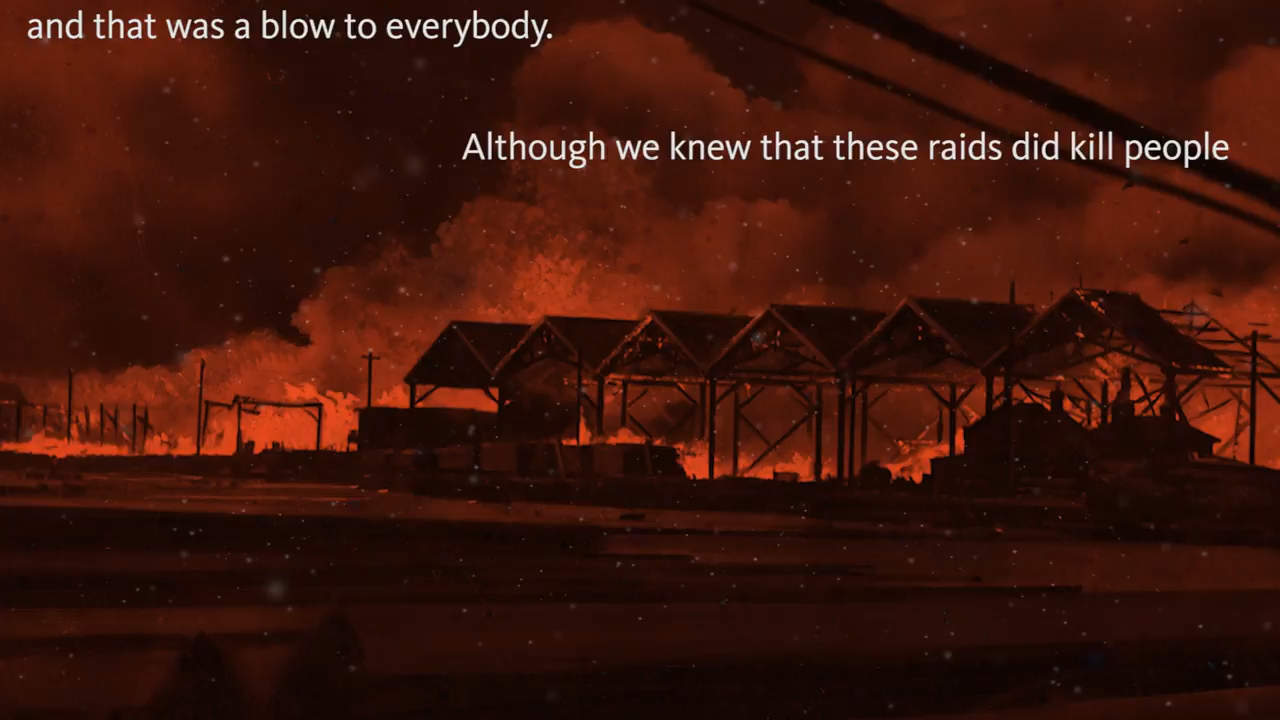 and that was a blow to everybody.
Although we knew that these raids did kill people